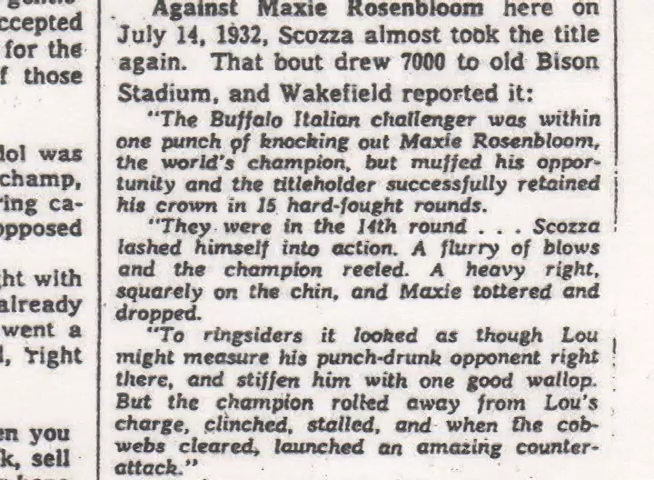 ccepted
for the
f those
dol was
champ,
ring ca-
opposed
ht with
already
went a
l, right
en you
k, sell
Against Maxie Rosenbloom here on
July 14, 1932, Scozza almost took the title
again. That bout drew 7000 to old Bison
Stadium, and Wakefield reported it:
"The Buffalo Italian challenger was within
one punch of knocking out Maxie Rosenbloom,
the world's champion, but muffed his oppor-
tunity and the titleholder successfully retained
his crown in 15 hard-fought rounds.
"They were in the 14th round . . . Scozza
lashed himself into action. A flurry of blows
and the champion reeled. A heavy right,
squarely on the chin, and Maxie tottered and
dropped.
"To ringsiders it looked as though Lou
might measure his punch-drunk opponent right
there, and stiffen him with one good wallop.
But the champion rolled away from Lou's
charge, clinched, stalled, and when the cob-
webs cleared, launched an amazing counter-
attack."